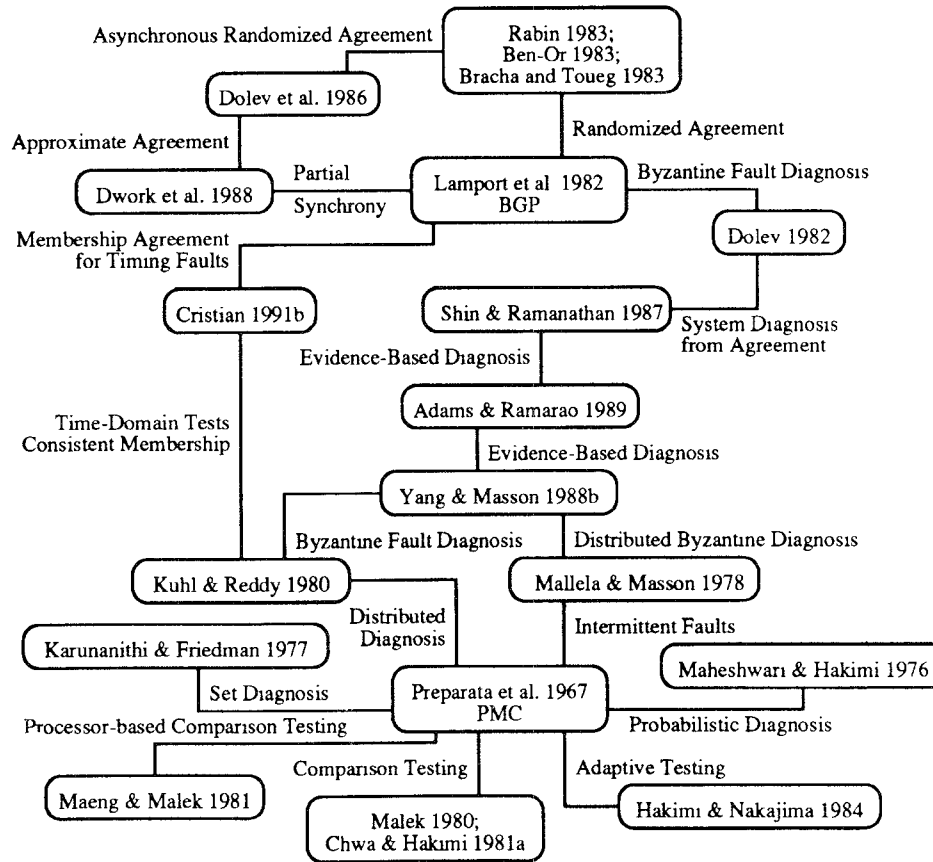 Asynchronous Randomized Agreement
Rabin 1983;
Ben-Or 1983;
Bracha and Toueg 1983
Dolev et al. 1986
Approximate Agreement
Randomized Agreement
Dwork et al. 1988
Partial
Synchrony
Lamport et al 1982
BGP
Byzantine Fault Diagnosis
Dolev 1982
Membership Agreement
for Timing Faults
Cristian 1991b
Shin & Ramanathan 1987
System Diagnosis
from Agreement
Evidence-Based Diagnosis
Adams & Ramarao 1989
Time-Domain Tests
Consistent Membership
Evidence-Based Diagnosis
Yang & Masson 1988b
Byzantine Fault Diagnosis
Distributed Byzantine Diagnosis
Kuhl & Reddy 1980
Mallela & Masson 1978
Distributed
Diagnosis
Intermittent Faults
Karunanithi & Friedman 1977
Maheshwari & Hakimi 1976
Set Diagnosis
Preparata et al. 1967
PMC
Probabilistic Diagnosis
Processor-based Comparison Testing
Comparison Testing
Adaptive Testing
Maeng & Malek 1981
Malek 1980;
Chwa & Hakimi 1981a
Hakimi & Nakajima 1984